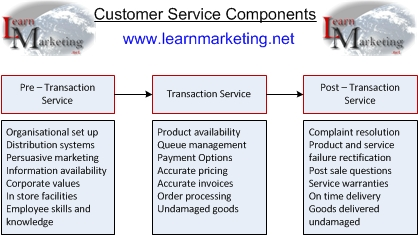 Learn
Marketing
.net
Customer Service Components
www.learnmarketing.net
Learn
Marketing
.net
Pre – Transaction
Service
Transaction Service
Post – Transaction
Service
Organisational set up
Distribution systems
Persuasive marketing
Information availability
Corporate values
In store facilities
Employee skills and
knowledge
Product availability
Queue management
Payment Options
Accurate pricing
Accurate invoices
Order processing
Undamaged goods
Complaint resolution
Product and service
failure rectification
Post sale questions
Service warranties
On time delivery
Goods delivered
undamaged